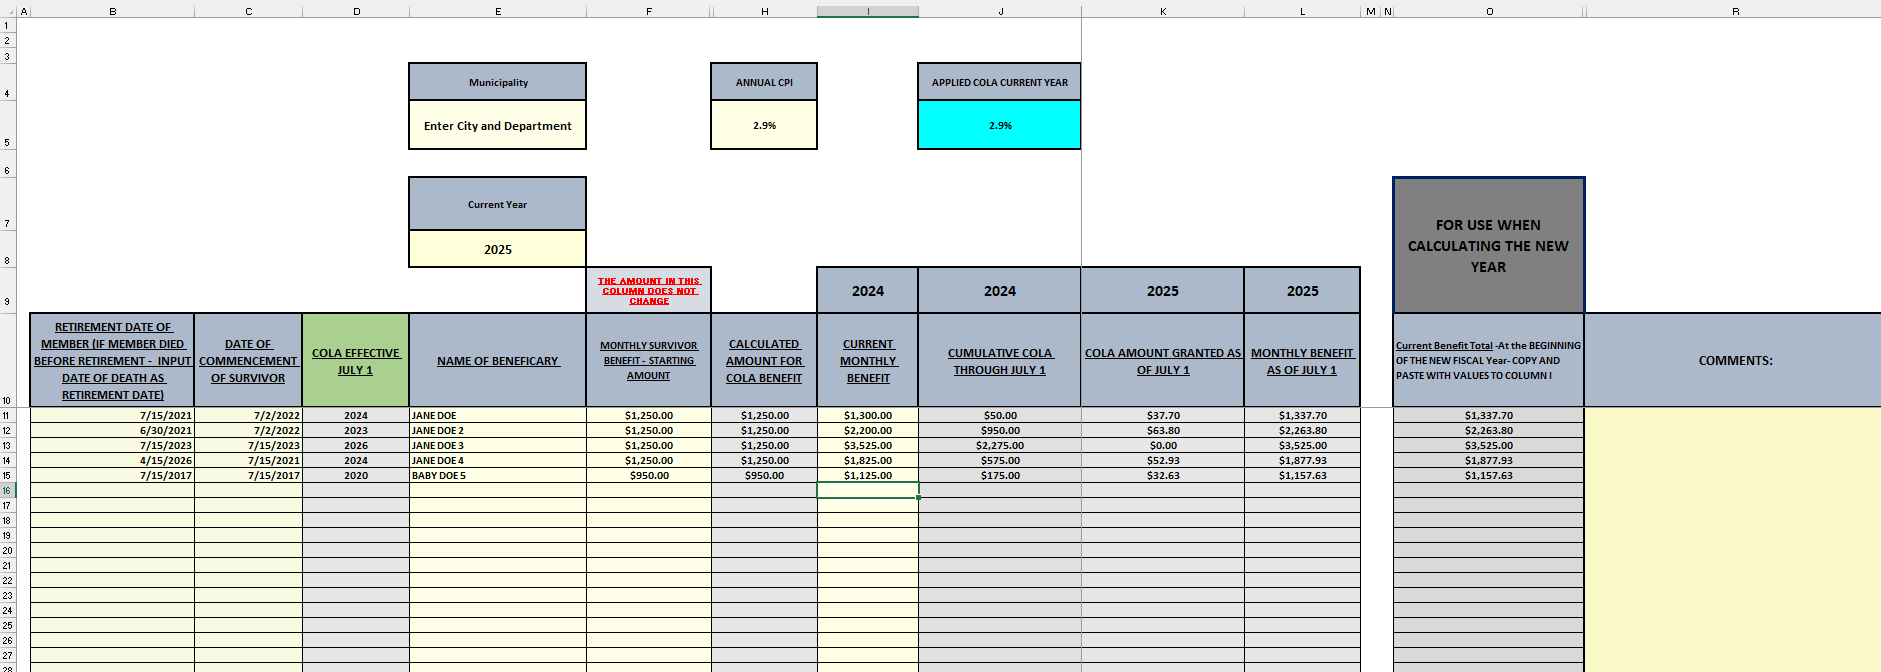 A B C D E F H I J K L M N O R
1
2
3
4 Municipality ANNUAL CPI APPLIED COLA CURRENT YEAR
5 Enter City and Department 2.9% 2.9%
6
7 Current Year
FOR USE WHEN
CALCULATING THE NEW
YEAR
8 2025
9 THE AMOUNT IN THIS
COLUMN DOES NOT
CHANGE
2024 2024 2025 2025
10
RETIREMENT DATE OF
MEMBER (IF MEMBER DIED
BEFORE RETIREMENT - INPUT
DATE OF DEATH AS
RETIREMENT DATE)
DATE OF
COMMENCEMENT
OF SURVIVOR
COLA EFFECTIVE
JULY 1
NAME OF BENEFICARY
MONTHLY SURVIVOR
BENEFIT - STARTING
AMOUNT
CALCULATED
AMOUNT FOR
COLA BENEFIT
CURRENT
MONTHLY
BENEFIT
CUMULATIVE COLA
THROUGH JULY 1
COLA AMOUNT GRANTED AS
OF JULY 1
MONTHLY BENEFIT
AS OF JULY 1
Current Benefit Total -At the BEGINNING
OF THE NEW FISCAL Year- COPY AND
PASTE WITH VALUES TO COLUMN I
COMMENTS:
11 7/15/2021 7/2/2022 2024 JANE DOE $1,250.00 $1,250.00 $1,300.00 $50.00 $37.70 $1,337.70 $1,337.70
12 6/30/2021 7/2/2022 2023 JANE DOE 2 $1,250.00 $1,250.00 $2,200.00 $950.00 $63.80 $2,263.80 $2,263.80
13 7/15/2023 7/15/2023 2026 JANE DOE 3 $1,250.00 $1,250.00 $3,525.00 $2,275.00 $0.00 $3,525.00 $3,525.00
14 4/15/2026 7/15/2021 2024 JANE DOE 4 $1,250.00 $1,250.00 $1,825.00 $575.00 $52.93 $1,877.93 $1,877.93
15 7/15/2017 7/15/2017 2020 BABY DOE 5 $950.00 $950.00 $1,125.00 $175.00 $32.63 $1,157.63 $1,157.63
16
17
18
19
20
21
22
23
24
25
26
27
28